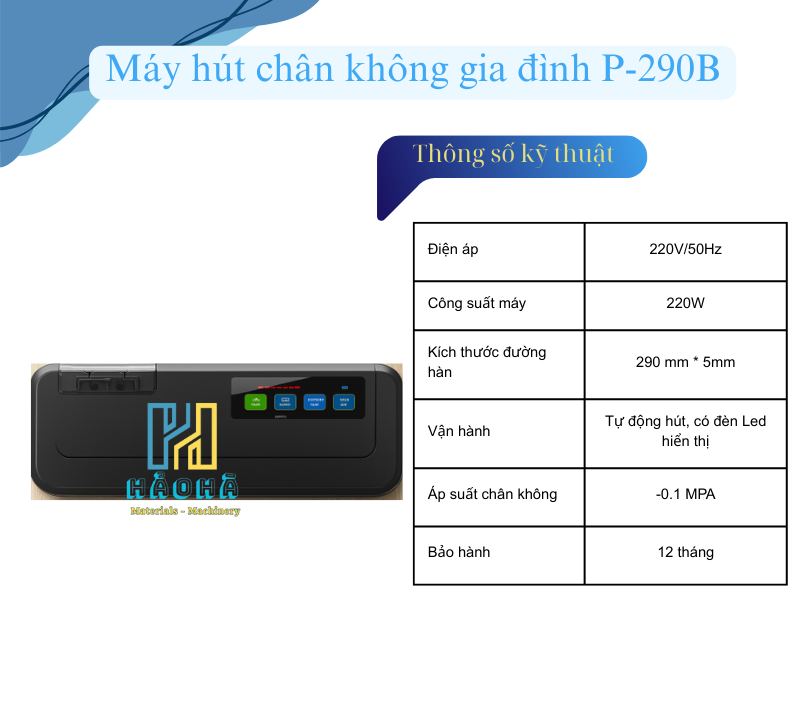 Máy hút chân không gia đình P-290B
Thông số kỹ thuật
Điện áp
220V/50Hz
Công suất máy
220W
Kích thước đường
hàn
290 mm * 5mm
Vận hành
Tự động hút, có đèn Led
hiển thị
Áp suất chân không
-0.1 MPA
Bảo hành
12 tháng
HẢOHÃ
Materials - Machinery